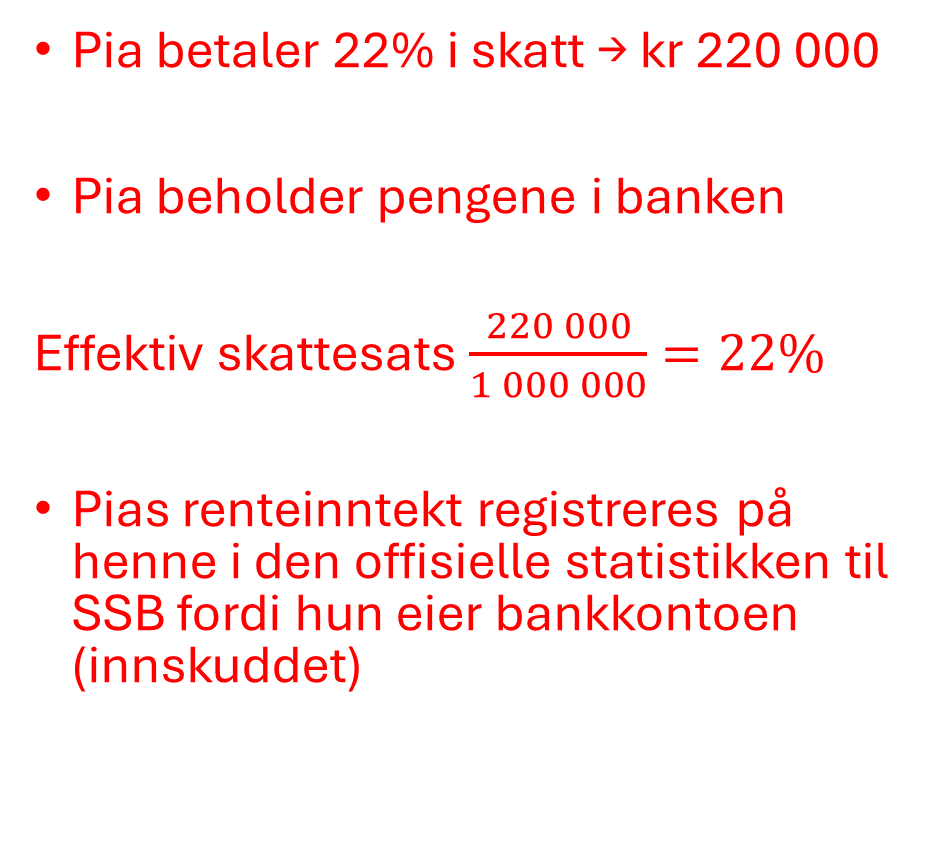 • Pia betaler 22% i skatt → kr 220 000
• Pia beholder pengene i banken
Effektiv skattesats 220 000 / 1 000 000 = 22%
• Pias renteinntekt registreres på
henne i den offisielle statistikken til
SSB fordi hun eier bankkontoen
(innskuddet)